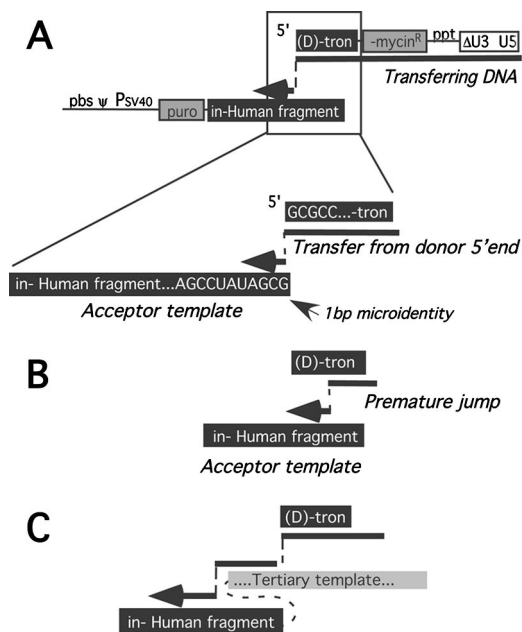 A
5'
(D)-tron -mycinR ppt ΔU3 U5
Transferring DNA
pbs ψ PSV40
puro in-Human fragment
5'
GCGCC...-tron
Transfer from donor 5'end
in- Human fragment...AGCCUAUAGCG
Acceptor template
1bp microidentity
B
(D)-tron
Premature jump
in- Human fragment
Acceptor template
C
(D)-tron
....Tertiary template...
in- Human fragment